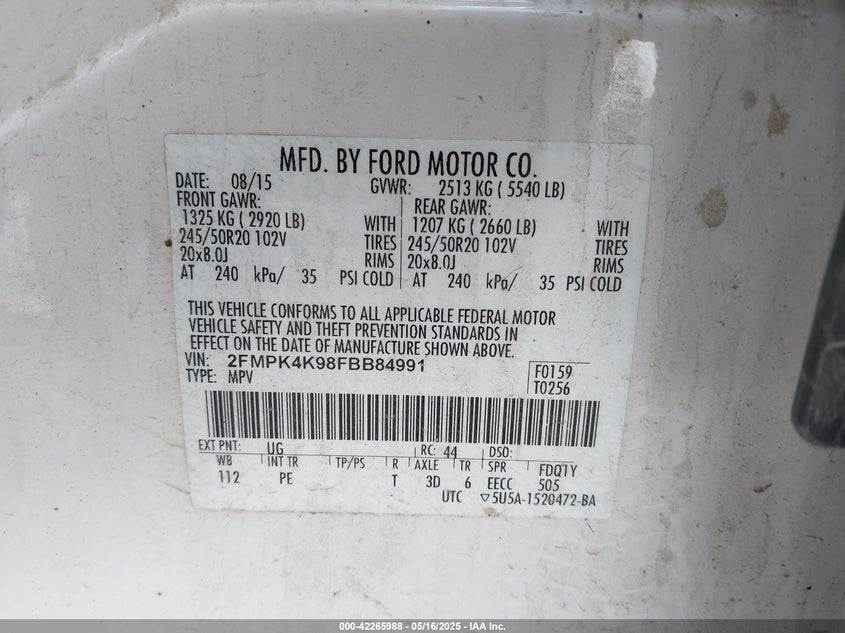 MFD. BY FORD MOTOR CO.
DATE: 08/15 GVWR: 2513 KG ( 5540 LB)
FRONT GAWR: REAR GAWR:
1325 KG ( 2920 LB) WITH 1207 KG ( 2660 LB) WITH
245/50R20 102V TIRES 245/50R20 102V TIRES
20x8.0J RIMS 20x8.0J RIMS
AT 240 kPa/ 35 PSI COLD AT 240 kPa/ 35 PSI COLD
THIS VEHICLE CONFORMS TO ALL APPLICABLE FEDERAL MOTOR
VEHICLE SAFETY AND THEFT PREVENTION STANDARDS IN
EFFECT ON THE DATE OF MANUFACTURE SHOWN ABOVE.
VIN: 2FMPK4K98FBB84991
TYPE: MPV
F0159
T0256
EXT PNT: UG RC: 44 DSO:
WB INT TR TP/PS R AXLE TR SPR FDQTY
112 PE T 3D 6 EECC 505
UTC ▽5U5A-1520472-BA
000-42265988 - 05/16/2025 - IAA Inc.